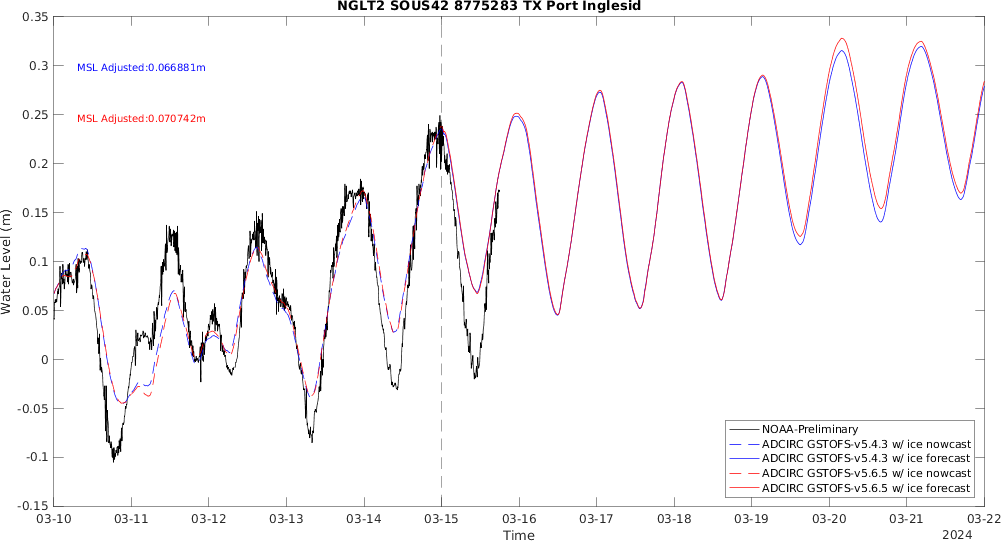 NGLT2 SOUS42 8775283 TX Port Inglesid
0.35
0.3
0.25
0.2
0.15
0.1
0.05
0
-0.05
-0.1
-0.15
Water Level (m)
MSL Adjusted:0.066881m
MSL Adjusted:0.070742m
NOAA-Preliminary
ADCIRC GSTOFS-v5.4.3 w/ ice nowcast
ADCIRC GSTOFS-v5.4.3 w/ ice forecast
ADCIRC GSTOFS-v5.6.5 w/ ice nowcast
ADCIRC GSTOFS-v5.6.5 w/ ice forecast
03-10 03-11 03-12 03-13 03-14 03-15 03-16 03-17 03-18 03-19 03-20 03-21 03-22
Time
2024